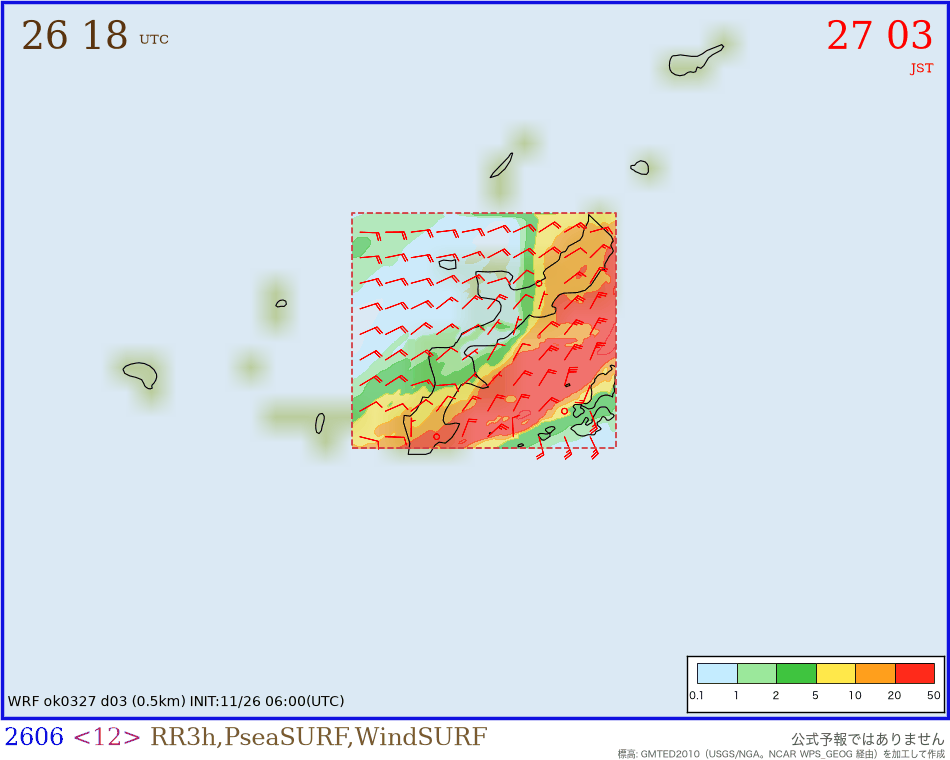 26 18 UTC
27 03
JST
0.1 1 2 5 10 20 50
WRF ok0327 d03 (0.5km) INIT:11/26 06:00(UTC)
2606 <12> RR3h,PseaSURF,WindSURF
公式予報ではありません
標高: GMTED2010（USGS/NGA。NCAR WPS_GEOG 経由）を加工して作成